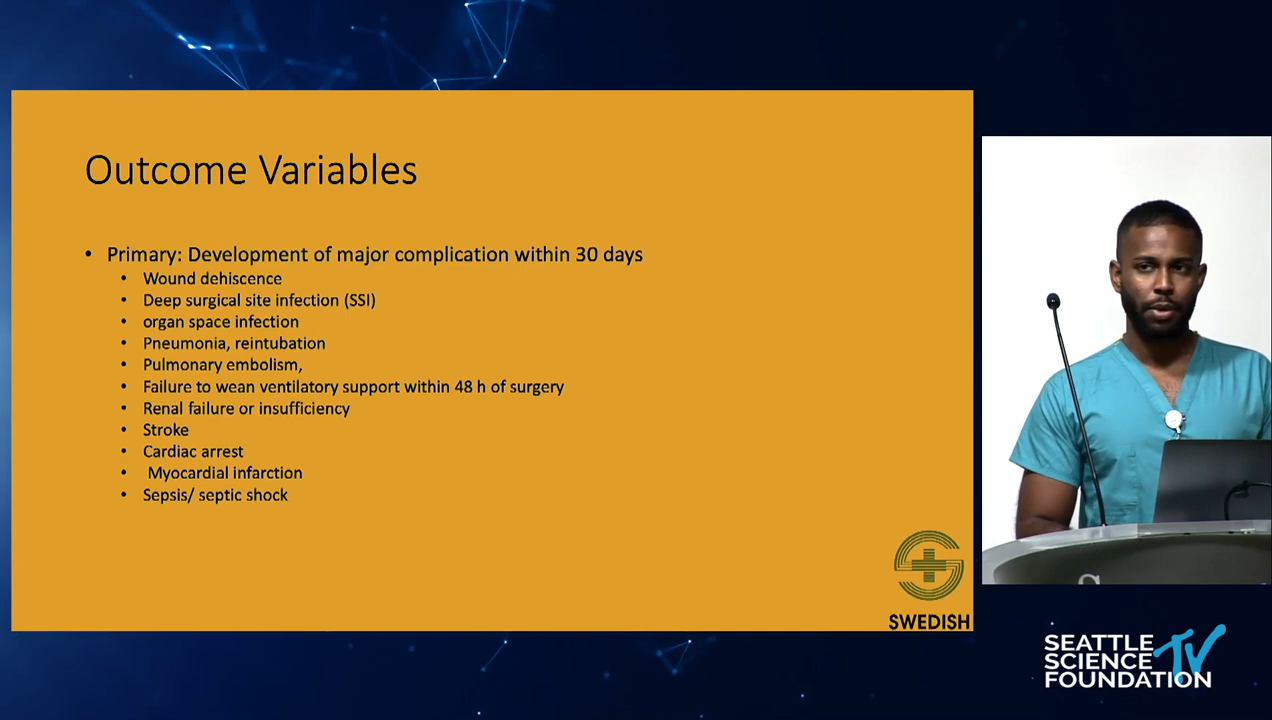 Outcome Variables
• Primary: Development of major complication within 30 days
• Wound dehiscence
• Deep surgical site infection (SSI)
• organ space infection
• Pneumonia, reintubation
• Pulmonary embolism,
• Failure to wean ventilatory support within 48 h of surgery
• Renal failure or insufficiency
• Stroke
• Cardiac arrest
• Myocardial infarction
• Sepsis/ septic shock
SWEDISH
S
SEATTLE
SCIENCE TV
FOUNDATION